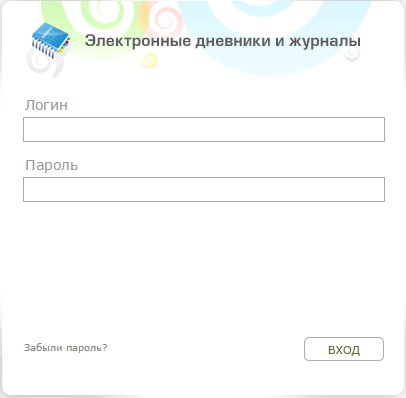 Электронные дневники и журналы
Логин
Пароль
Забыли пароль?
ВХОД